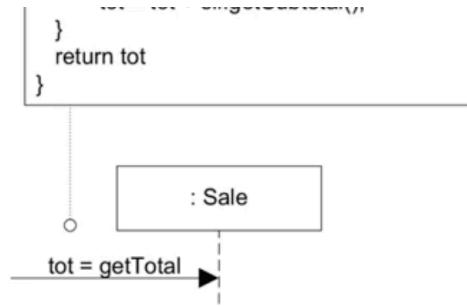 }
return tot
}
: Sale
tot = getTotal